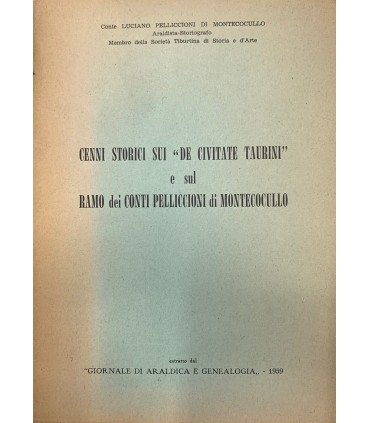 Conte LUCIANO PELLICCIONI DI MONTECOCULLO
Araldista-Storiografo
Membro della Società Tiburtina di Storia e d'Arte
CENNI STORICI SUI "DE CIVITATE TAURINI"
e sul
RAMO dei CONTI PELLICCIONI di MONTECOCULLO
estratto dal
"GIORNALE DI ARALDICA E GENEALOGIA„ - 1959